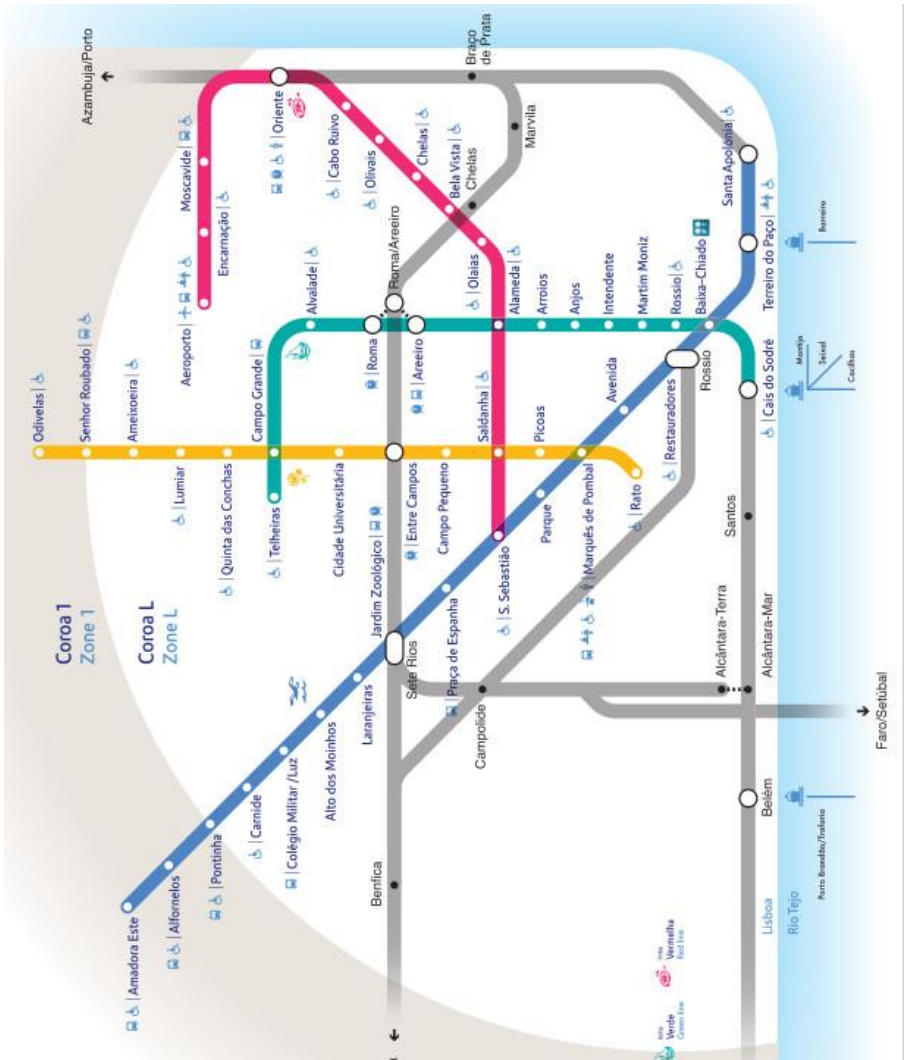 Coroa 1
Zone 1
Coroa L
Zone L
Odivelas
Senhor Roubado
Ameixoeira
Lumiar
Quinta das Conchas
Campo Grande
Telheiras
Cidade Universitária
Entre Campos
Campo Pequeno
Saldanha
Picoas
Marquês de Pombal
Rato
Azambuja/Porto
Moscavide
Encarnação
Aeroporto
Oriente
Cabo Ruivo
Olivais
Chelas
Bela Vista
Olaias
Alameda
S. Sebastião
Braço
de Prata
Marvila
Chelas
Roma/Areeiro
Alvalade
Roma
Areeiro
Arroios
Anjos
Intendente
Martim Moniz
Rossio
Baixa-Chiado
Cais do Sodré
Amadora Este
Alfornelos
Pontinha
Carnide
Colégio Militar /Luz
Alto dos Moinhos
Laranjeiras
Jardim Zoológico
Sete Rios
Praça de Espanha
Parque
Avenida
Restauradores
Rossio
Terreiro do Paço
Santa Apolónia
Benfica
Campolide
Alcântara-Terra
Alcântara-Mar
Santos
Belém
Faro/Setúbal
Barreiro
Montijo
Seixal
Cacilhas
Porto Brandão/Trafaria
Lisboa
Rio Tejo
linha
Verde
Green line
linha
Vermelha
Red line